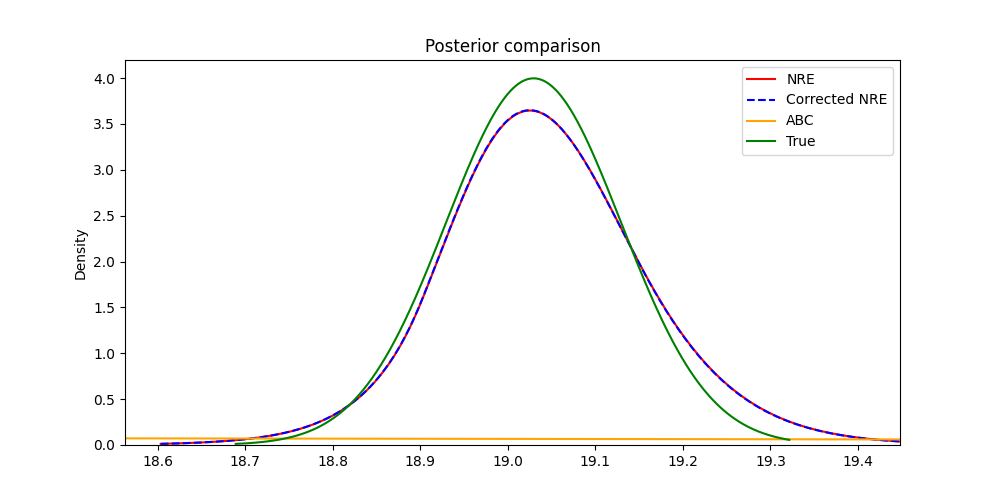 Posterior comparison
NRE
Corrected NRE
ABC
True
Density
4.0
3.5
3.0
2.5
2.0
1.5
1.0
0.5
0.0
18.6 18.7 18.8 18.9 19.0 19.1 19.2 19.3 19.4